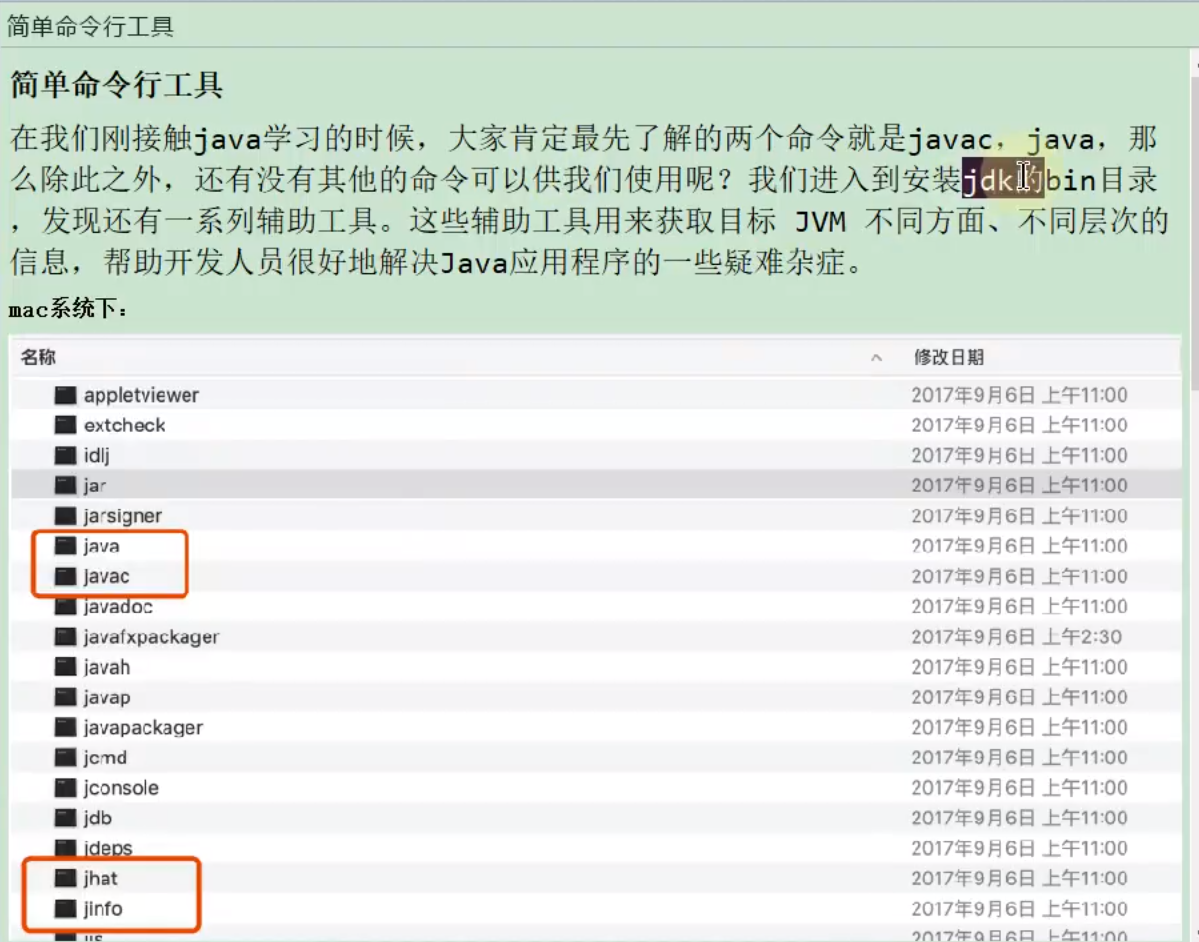 简单命令行工具
简单命令行工具
在我们刚接触java学习的时候，大家肯定最先了解的两个命令就是javac，java，那
么除此之外，还有没有其他的命令可以供我们使用呢？我们进入到安装jdk的bin目录
，发现还有一系列辅助工具。这些辅助工具用来获取目标 JVM 不同方面、不同层次的
信息，帮助开发人员很好地解决Java应用程序的一些疑难杂症。
mac系统下：
名称 修改日期
appletviewer 2017年9月6日 上午11:00
extcheck 2017年9月6日 上午11:00
idlj 2017年9月6日 上午11:00
jar 2017年9月6日 上午11:00
jarsigner 2017年9月6日 上午11:00
java 2017年9月6日 上午11:00
javac 2017年9月6日 上午11:00
javadoc 2017年9月6日 上午11:00
javafxpackager 2017年9月6日 上午2:30
javah 2017年9月6日 上午11:00
javap 2017年9月6日 上午11:00
javapackager 2017年9月6日 上午11:00
jcmd 2017年9月6日 上午11:00
jconsole 2017年9月6日 上午11:00
jdb 2017年9月6日 上午11:00
jdeps 2017年9月6日 上午11:00
jhat 2017年9月6日 上午11:00
jinfo 2017年9月6日 上午11:00
2017年9月6日 上午11:00